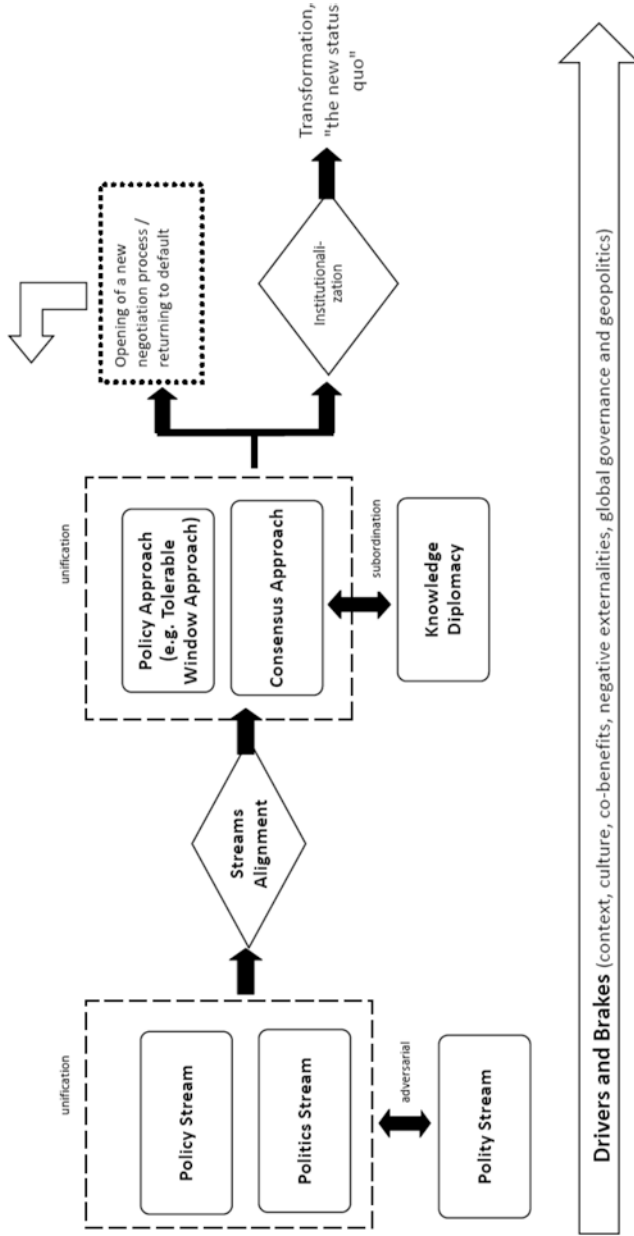 unification
Policy Stream
Politics Stream
adversarial
Polity Stream
Streams
Alignment
unification
Policy Approach
(e.g. Tolerable
Window Approach)
Consensus Approach
subordination
Knowledge
Diplomacy
Opening of a new
negotiation process /
returning to default
Institutionali-
zation
Transformation,
"the new status
quo"
Drivers and Brakes (context, culture, co-benefits, negative externalities, global governance and geopolitics)